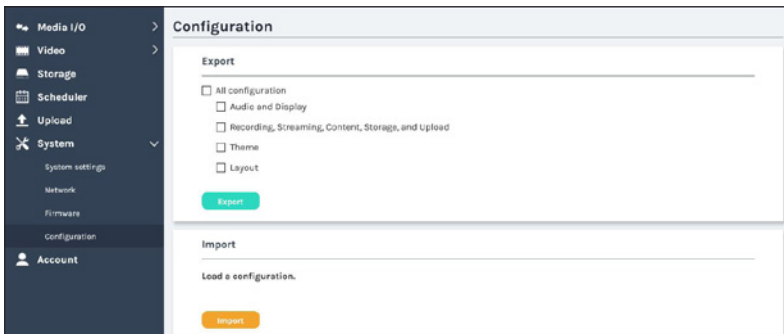 Media I/O
Video
Storage
Scheduler
Upload
System
System settings
Network
Firmware
Configuration
Account
Configuration
Export
All configuration
Audio and Display
Recording, Streaming, Content, Storage, and Upload
Theme
Layout
Export
Import
Load a configuration.
Import